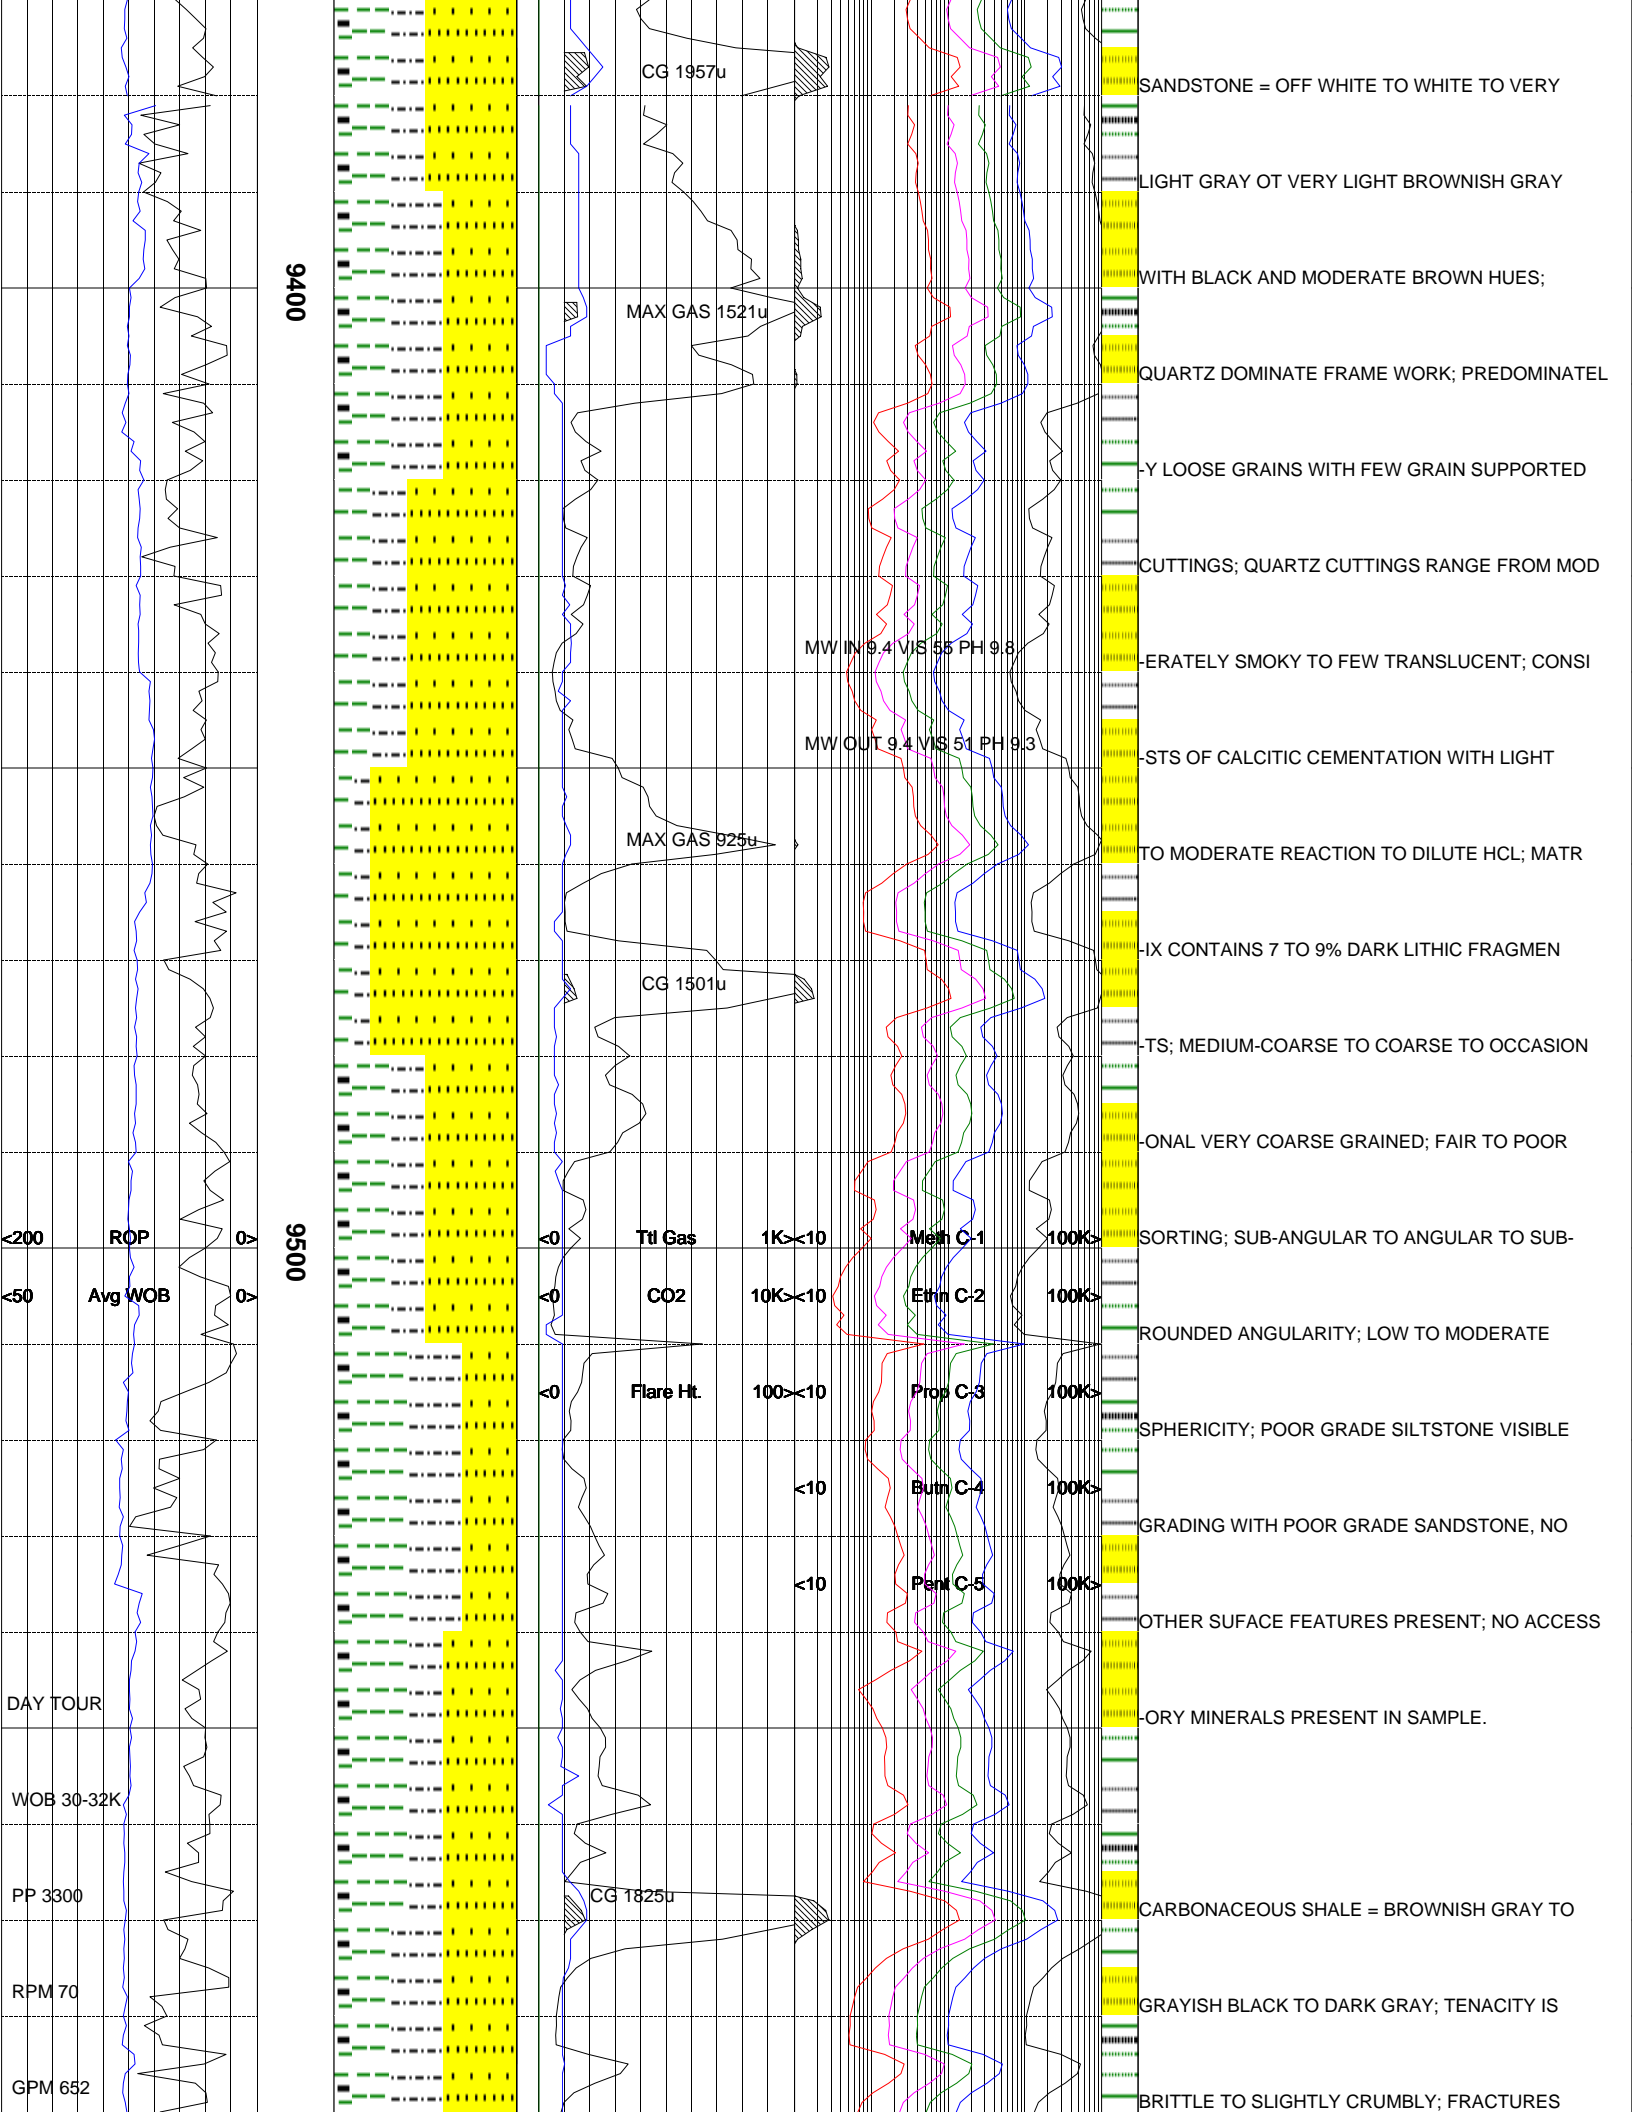 CG 1957u
SANDSTONE = OFF WHITE TO WHITE TO VERY
LIGHT GRAY OT VERY LIGHT BROWNISH GRAY
9400
WITH BLACK AND MODERATE BROWN HUES;
MAX GAS 1521u
QUARTZ DOMINATE FRAME WORK; PREDOMINATEL
-Y LOOSE GRAINS WITH FEW GRAIN SUPPORTED
CUTTINGS; QUARTZ CUTTINGS RANGE FROM MOD
MW IN 9.4 VIS 55 PH 9.8
-ERATELY SMOKY TO FEW TRANSLUCENT; CONSI
MW OUT 9.4 VIS 51 PH 9.3
-STS OF CALCITIC CEMENTATION WITH LIGHT
MAX GAS 925u
TO MODERATE REACTION TO DILUTE HCL; MATR
-IX CONTAINS 7 TO 9% DARK LITHIC FRAGMEN
CG 1501u
-TS; MEDIUM-COARSE TO COARSE TO OCCASION
-ONAL VERY COARSE GRAINED; FAIR TO POOR
<200 ROP 0>
9500
<0 Ttl Gas 1K><10 Meth C-1 100K>
SORTING; SUB-ANGULAR TO ANGULAR TO SUB-
<50 Avg WOB 0>
<0 CO2 10K><10 Ethn C-2 100K>
ROUNDED ANGULARITY; LOW TO MODERATE
<0 Flare Ht. 100><10 Prop C-3 100K>
SPHERICITY; POOR GRADE SILTSTONE VISIBLE
<10 Butn C-4 100K>
GRADING WITH POOR GRADE SANDSTONE, NO
<10 Pent C-5 100K>
OTHER SUFACE FEATURES PRESENT; NO ACCESS
DAY TOUR
-ORY MINERALS PRESENT IN SAMPLE.
WOB 30-32K
PP 3300
CG 1825u
CARBONACEOUS SHALE = BROWNISH GRAY TO
RPM 70
GRAYISH BLACK TO DARK GRAY; TENACITY IS
GPM 652
BRITTLE TO SLIGHTLY CRUMBLY; FRACTURES